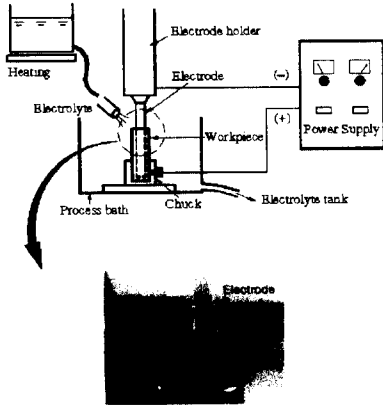 Electrode holder
Heating
Electrode
(−)
Electrolyte
(+)
Power Supply
Workpiece
Process bath
Chuck
Electrolyte tank
Electrode